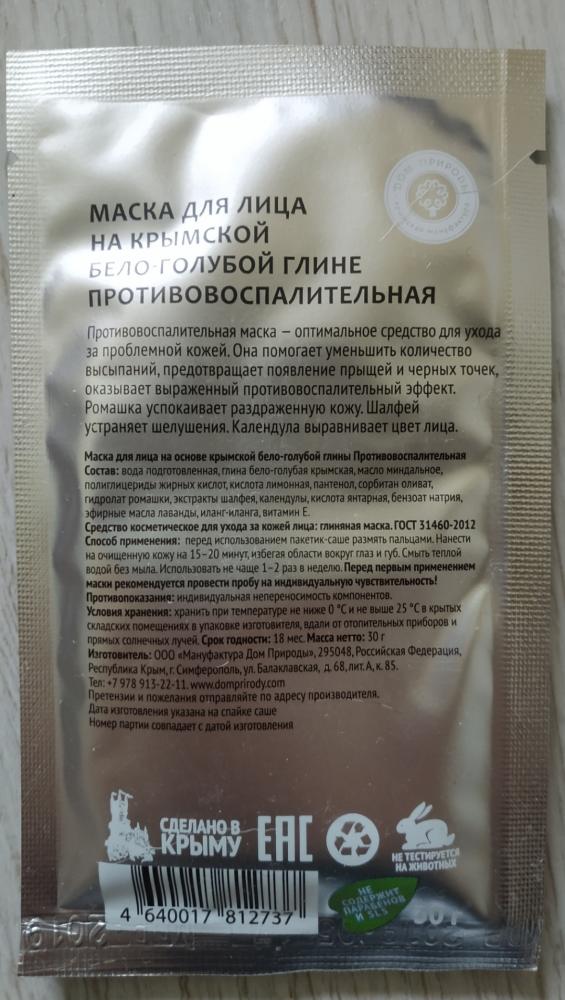 ДОМ ПРИРОДЫ
МАСКА ДЛЯ ЛИЦА
НА КРЫМСКОЙ
БЕЛО-ГОЛУБОЙ ГЛИНЕ
ПРОТИВОВОСПАЛИТЕЛЬНАЯ
Противовоспалительная маска — оптимальное средство для ухода
за проблемной кожей. Она помогает уменьшить количество
высыпаний, предотвращает появление прыщей и черных точек,
оказывает выраженный противовоспалительный эффект.
Ромашка успокаивает раздраженную кожу. Шалфей
устраняет шелушения. Календула выравнивает цвет лица.
Маска для лица на основе крымской бело-голубой глины Противовоспалительная
Состав: вода подготовленная, глина бело-голубая крымская, масло миндальное,
полиглицериды жирных кислот, кислота лимонная, пантенол, сорбитан оливат,
гидролат ромашки, экстракты шалфея, календулы, кислота янтарная, бензоат натрия,
эфирные масла лаванды, иланг-иланга, витамин Е.
Средство косметическое для ухода за кожей лица: глиняная маска. ГОСТ 31460-2012
Способ применения: перед использованием пакетик-саше размять пальцами. Нанести
на очищенную кожу на 15–20 минут, избегая области вокруг глаз и губ. Смыть теплой
водой без мыла. Использовать не чаще 1–2 раз в неделю. Перед первым применением
маски рекомендуется провести пробу на индивидуальную чувствительность!
Противопоказания: индивидуальная непереносимость компонентов.
Условия хранения: хранить при температуре не ниже 0 °С и не выше 25 °С в крытых
складских помещениях в упаковке изготовителя, вдали от отопительных приборов и
прямых солнечных лучей. Срок годности: 18 мес. Масса нетто: 30 г
Изготовитель: ООО «Мануфактура Дом Природы», 295048, Российская Федерация,
Республика Крым, г. Симферополь, ул. Балаклавская, д. 68, лит. А, к. 85.
Тел: +7 978 913-22-11. www.domprirody.com
Претензии и пожелания отправляйте по адресу производителя.
Дата изготовления указана на спайке саше
Номер партии совпадает с датой изготовления
СДЕЛАНО В
КРЫМУ
ЕАС
НЕ ТЕСТИРУЕТСЯ
НА ЖИВОТНЫХ
НЕ
СОДЕРЖИТ
ПАРАБЕНОВ
И SLS
4 640017 812737
2019